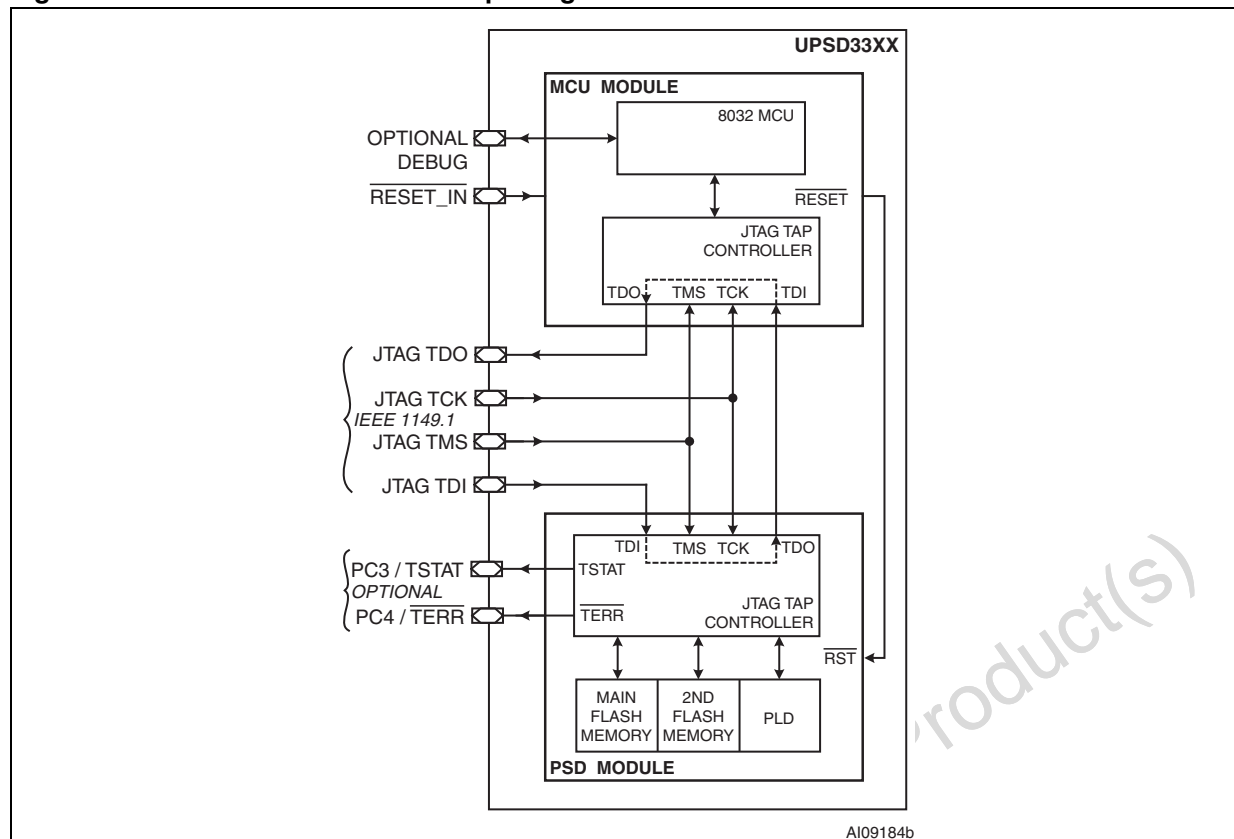 UPSD33XX
MCU MODULE
8032 MCU
OPTIONAL
DEBUG
RESET_IN
RESET
JTAG TAP
CONTROLLER
TDO TMS TCK TDI
JTAG TDO
JTAG TCK
IEEE 1149.1
JTAG TMS
JTAG TDI
TDI TMS TCK TDO
PC3 / TSTAT
TSTAT
OPTIONAL
PC4 / TERR
TERR
JTAG TAP
CONTROLLER
RST
MAIN
FLASH
MEMORY
2ND
FLASH
MEMORY
PLD
PSD MODULE
AI09184b